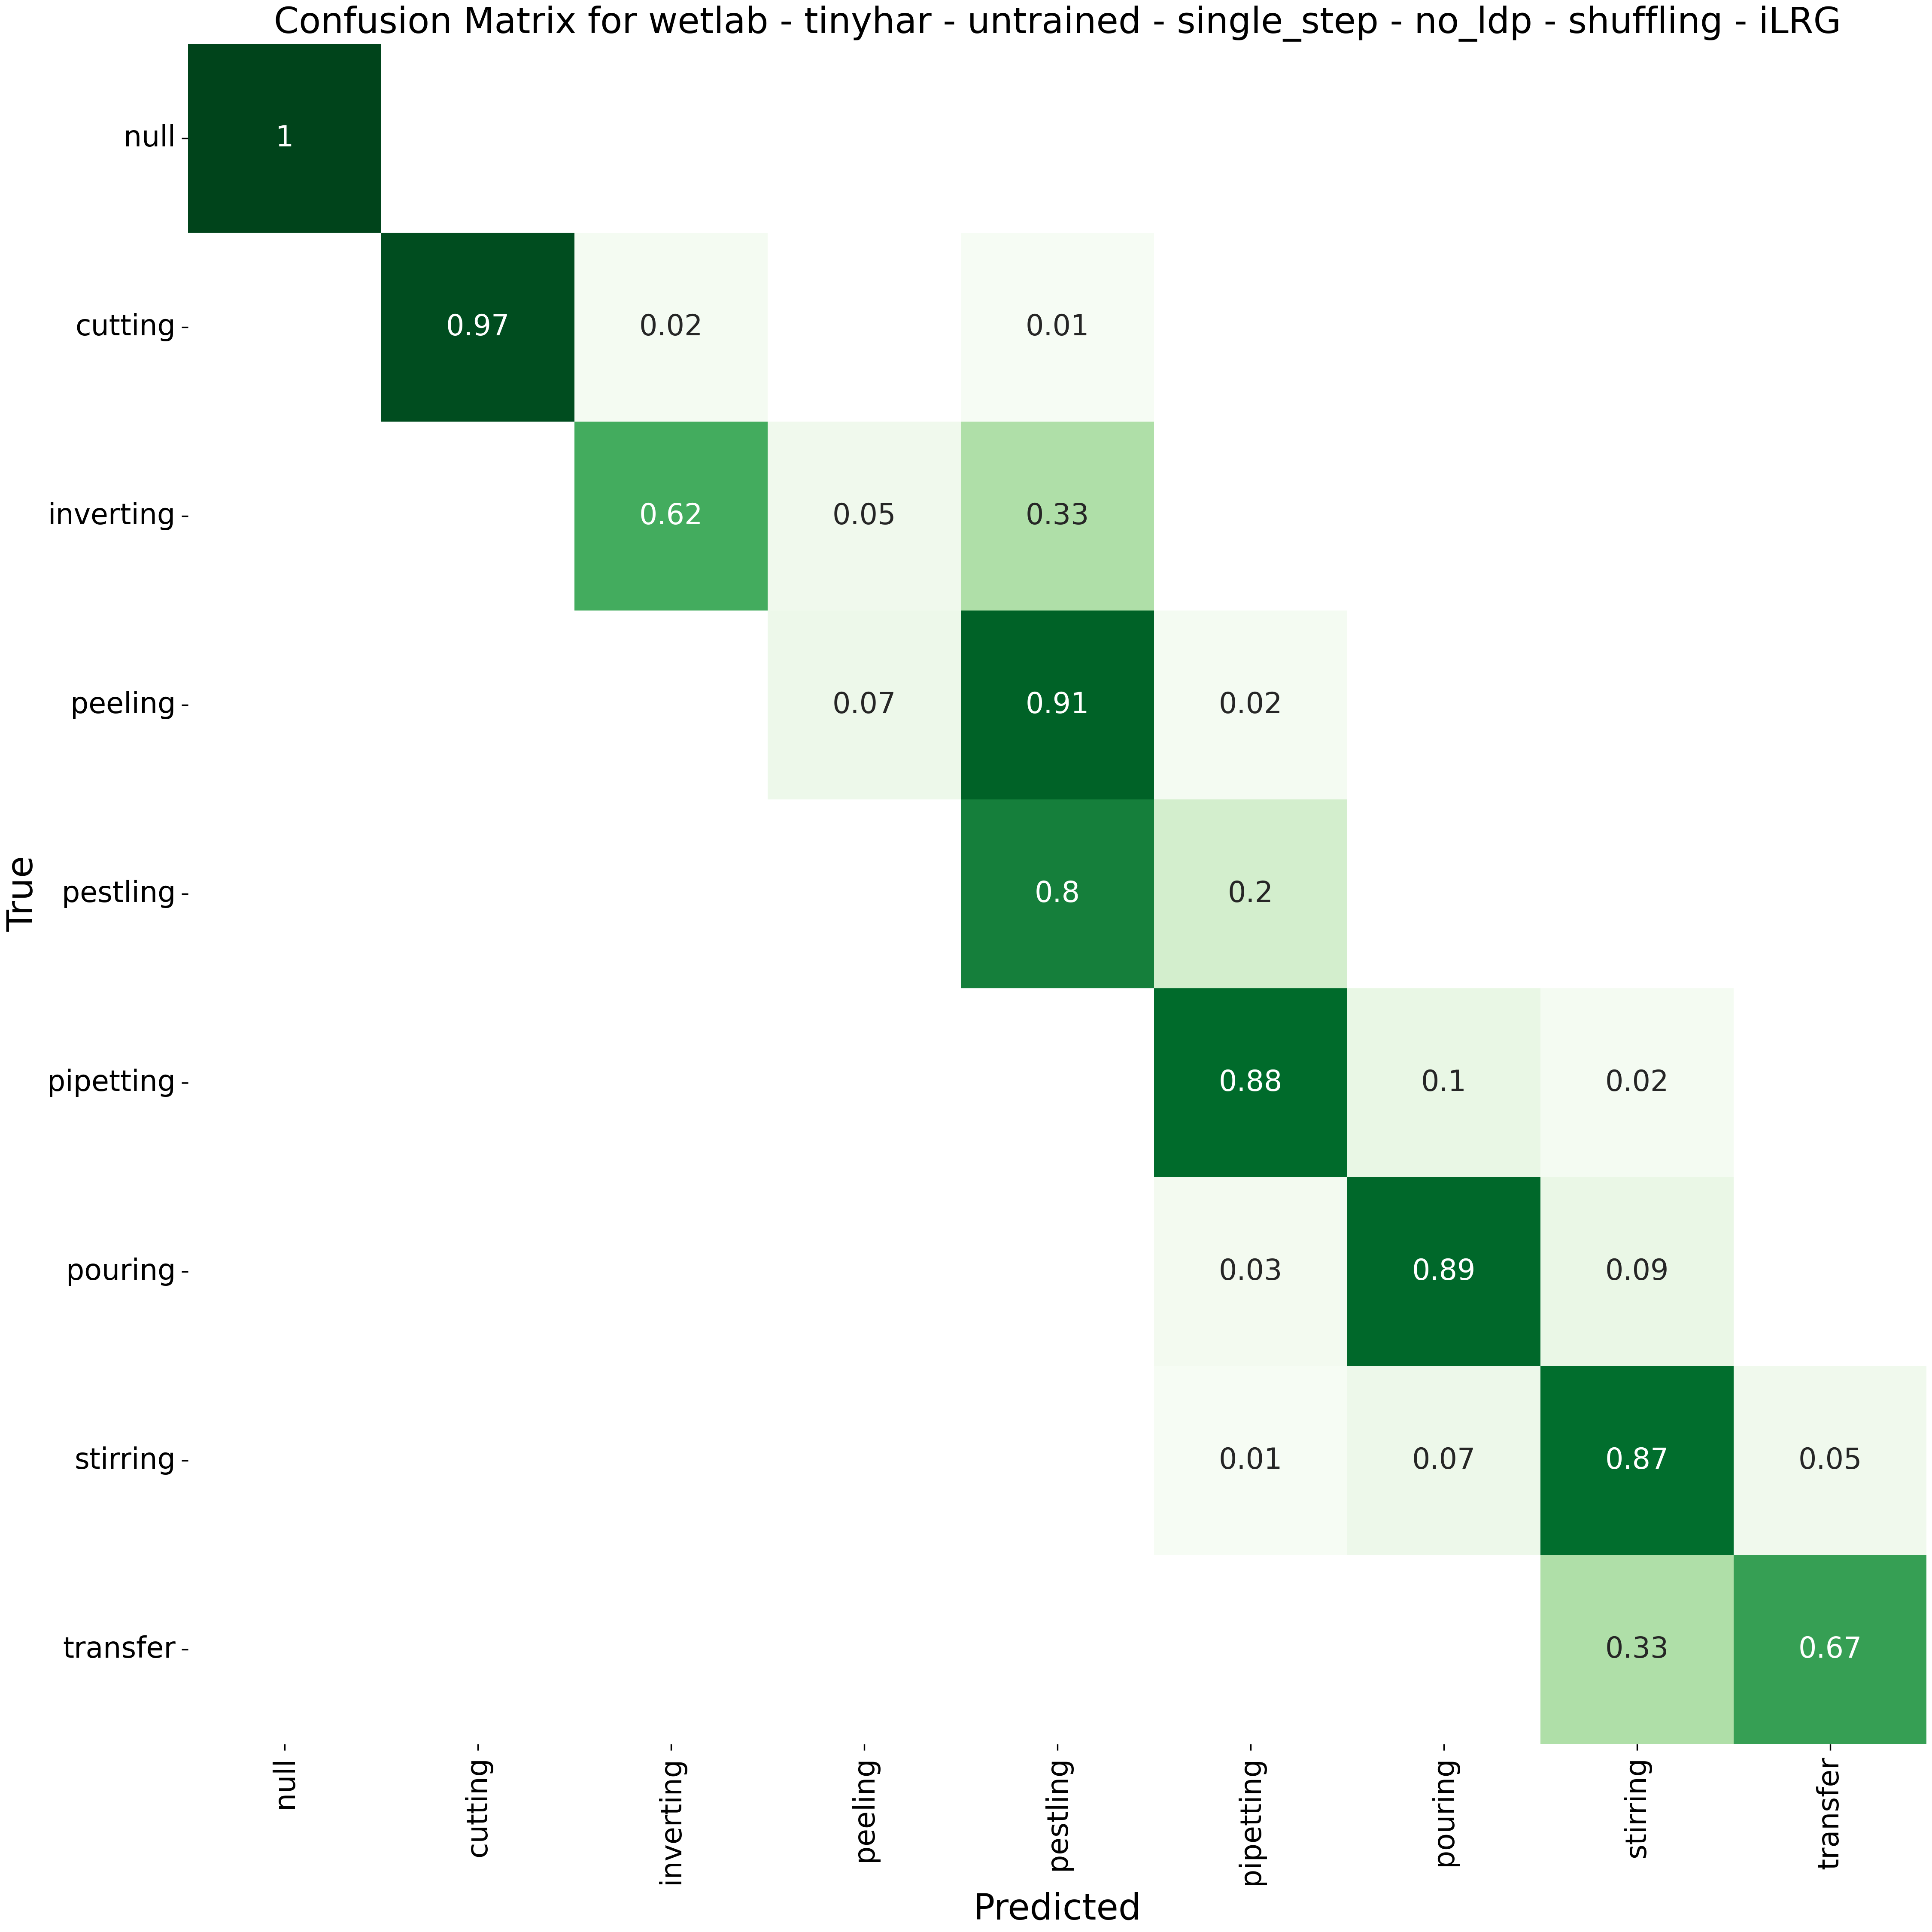 Confusion Matrix for wetlab - tinyhar - untrained - single_step - no_ldp - shuffling - iLRG
null
1
cutting
0.97 0.02 0.01
inverting
0.62 0.05 0.33
peeling
0.07 0.91 0.02
pestling
0.8 0.2
pipetting
0.88 0.1 0.02
pouring
0.03 0.89 0.09
stirring
0.01 0.07 0.87 0.05
transfer
0.33 0.67
True
null
cutting
inverting
peeling
pestling
pipetting
pouring
stirring
transfer
Predicted